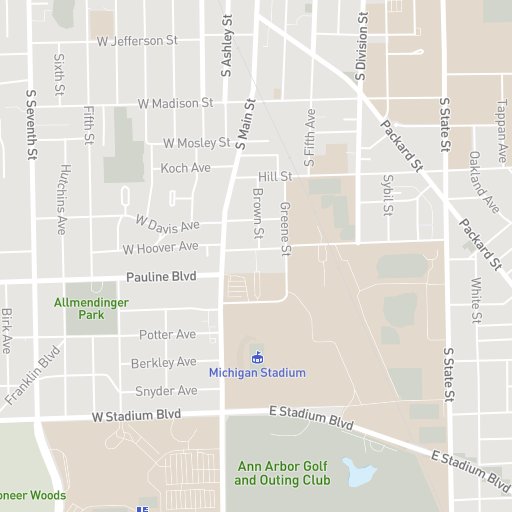 W Jefferson St
S Ashley St
S Division St
Sixth St
S Seventh St
Fifth St
W Madison St
S Main St
S Fifth Ave
Packard St
S State St
Tappan Ave
W Mosley St
Koch Ave
Hill St
Hutchins Ave
Brown St
Greene St
Sybil St
Oakland Ave
W Davis Ave
W Hoover Ave
Packard St
Pauline Blvd
White St
Allmendinger
Park
Birk Ave
Potter Ave
Franklin Blvd
Berkley Ave
Michigan Stadium
S State St
Snyder Ave
W Stadium Blvd
E Stadium Blvd
Ann Arbor Golf
and Outing Club
E Stadium Blvd
oneer Woods